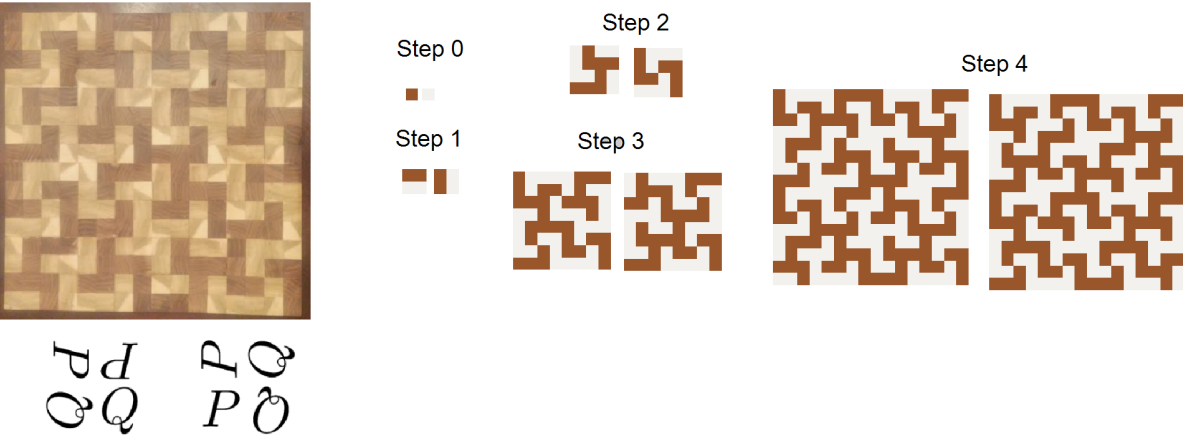 Step 0
Step 1
Step 2
Step 3
Step 4
P P
Q Q
P Q
P Q